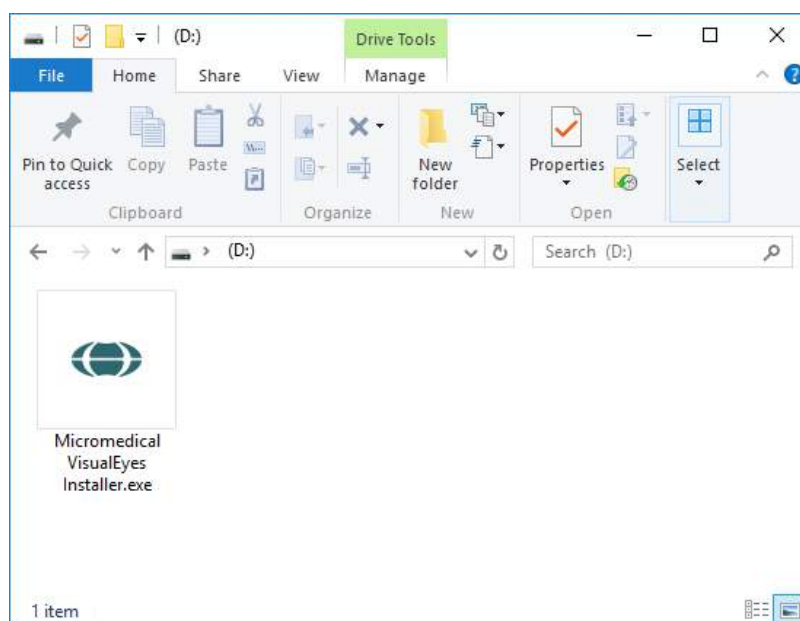 (D:)
Drive Tools
File
Home
Share
View
Manage
Pin to Quick
access
Copy
Paste
Clipboard
Organize
New
folder
New
Properties
Open
Select
(D:)
Search (D:)
Micromedical
VisualEyes
Installer.exe
1 item